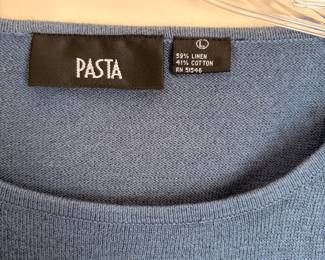 PASTA
L
59% LINEN
41% COTTON
RN 51546